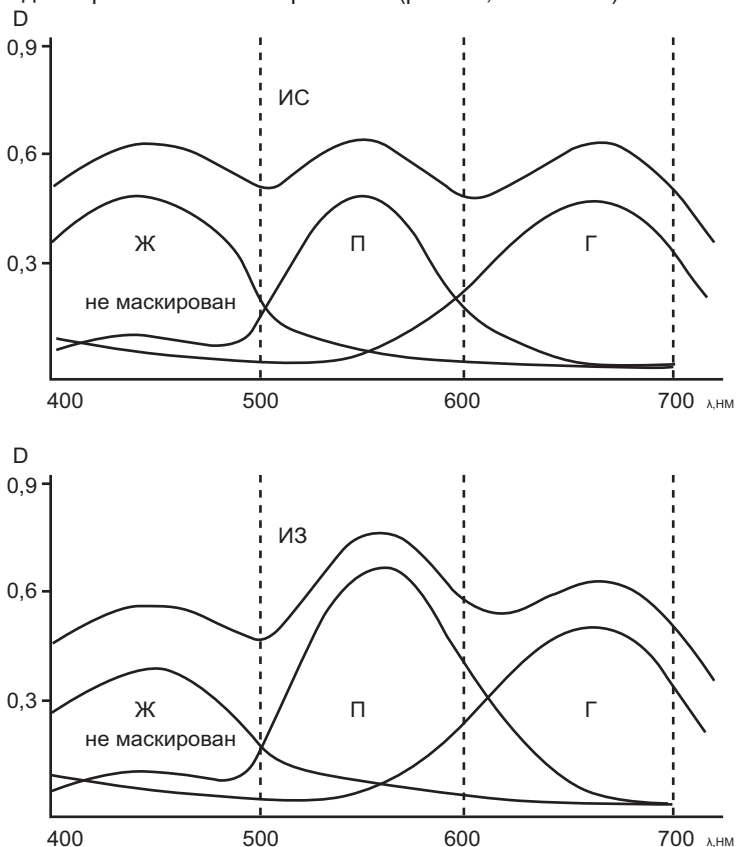 D
0,9
ИС
0,6
Ж
П
Г
0,3
не маскирован
400
500
600
700
λ,НМ
D
0,9
ИЗ
0,6
0,3
Ж
П
Г
не маскирован
400
500
600
700
λ,НМ